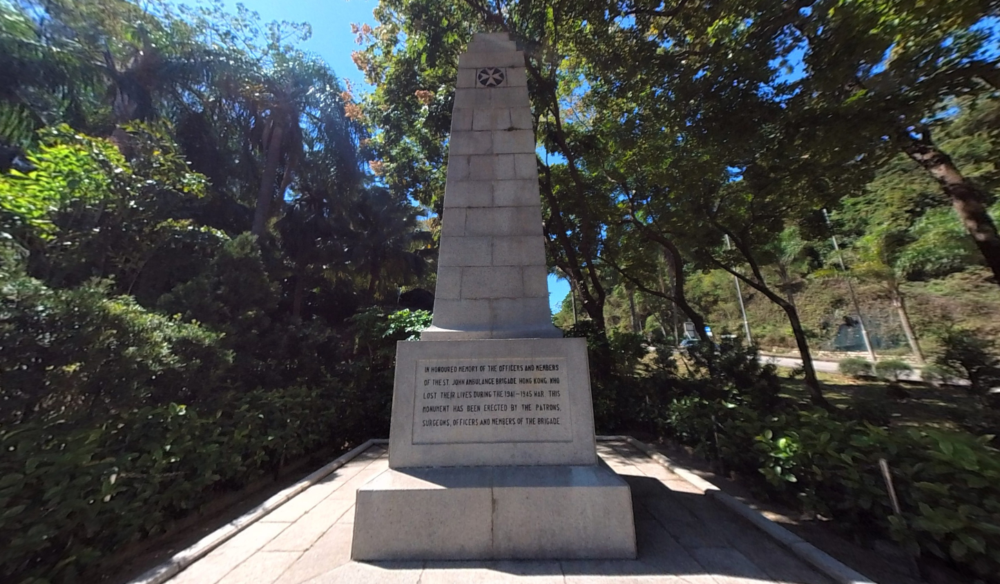 IN HONOURED MEMORY OF THE OFFICERS AND MEMBERS
OF THE ST. JOHN AMBULANCE BRIGADE HONG KONG. WHO
LOST THEIR LIVES DURING THE 1941-1945 WAR. THIS
MONUMENT HAS BEEN ERECTED BY THE PATRONS,
SURGEONS, OFFICERS AND MEMBERS OF THE BRIGADE